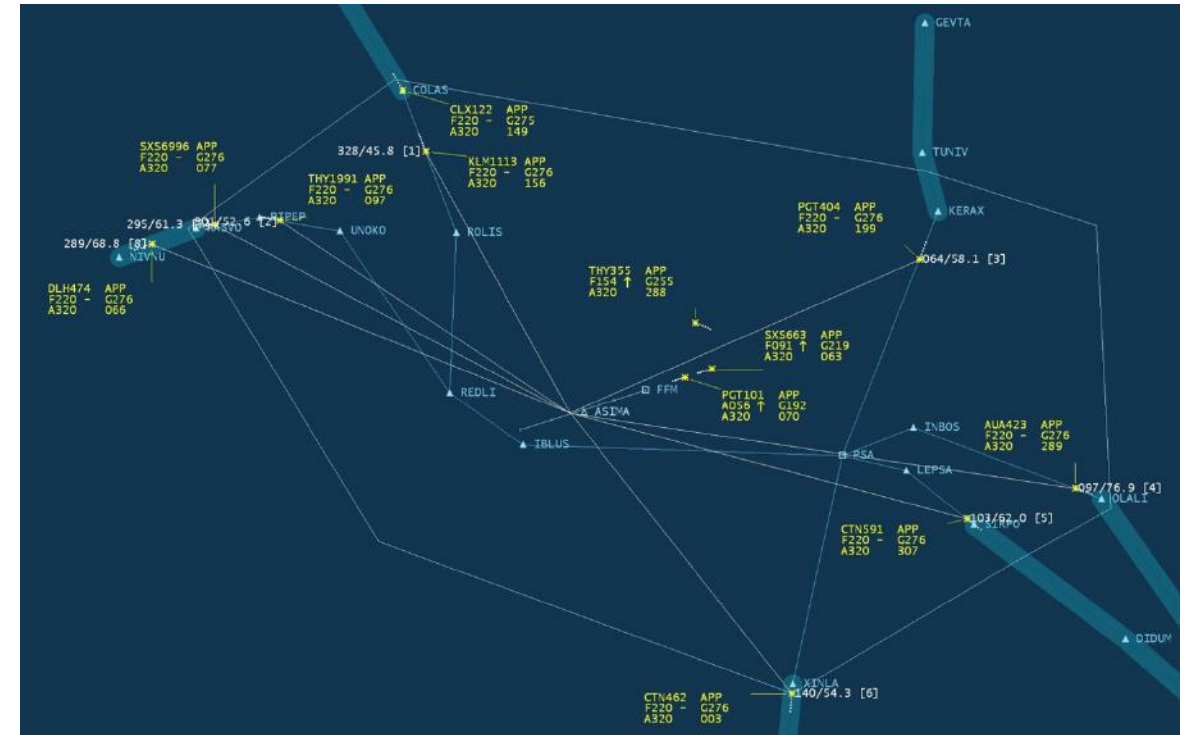 GEVTA
COLAS
CLX122 APP
F220 - G275
A320 149
328/45.8 [1]
KLM1113 APP
F220 - G276
A320 156
SXS6996 APP
F220 - G276
A320 077
TUNIV
THY1991 APP
F220 - G276
A320 097
295/61.3
301/52.6 [2]
PIPEP
UNOKO
ROLIS
289/68.8 [8]
NIVNU
PGT404 APP
F220 - G276
A320 199
KERAX
064/58.1 [3]
DLH474 APP
F220 - G276
A320 066
THY355 APP
F154 ↑ G255
A320 288
SXS663 APP
F091 ↑ G219
A320 063
REDLI
FFM
PGT101 APP
A056 ↑ G192
A320 070
ASIMA
IBLUS
INBOS
AUA423 APP
F220 - G276
A320 289
PSA
LEPSA
097/76.9 [4]
OLALI
CTN591 APP
F220 - G276
A320 307
103/62.0 [5]
SIRPO
DIDUM
XINLA
140/54.3 [6]
CTN462 APP
F220 - G276
A320 003